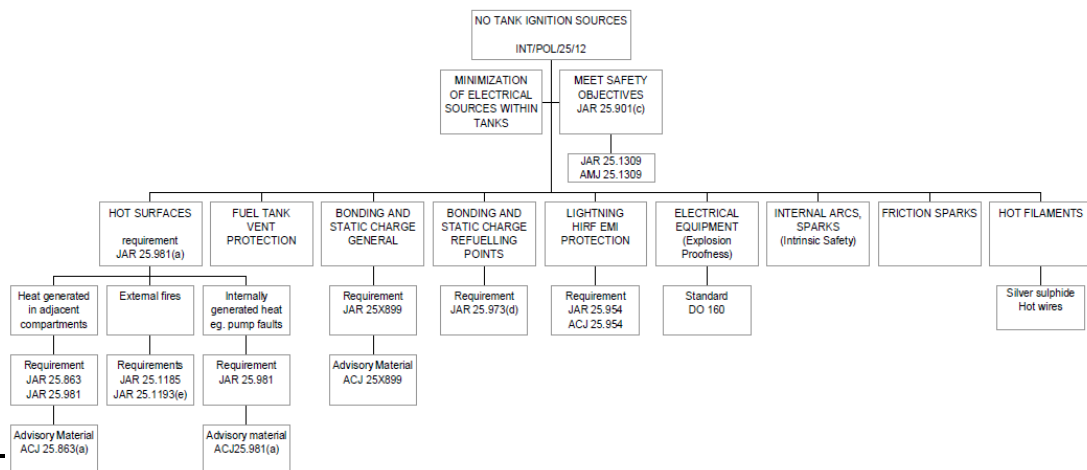 NO TANK IGNITION SOURCES
INT/POL/25/12
MINIMIZATION
OF ELECTRICAL
SOURCES WITHIN
TANKS
MEET SAFETY
OBJECTIVES
JAR 25.901(c)
JAR 25.1309
AMJ 25.1309
HOT SURFACES
requirement
JAR 25.981(a)
FUEL TANK
VENT
PROTECTION
BONDING AND
STATIC CHARGE
GENERAL
BONDING AND
STATIC CHARGE
REFUELLING
POINTS
LIGHTNING
HIRF EMI
PROTECTION
ELECTRICAL
EQUIPMENT
(Explosion
Proofness)
INTERNAL ARCS,
SPARKS
(Intrinsic Safety)
FRICTION SPARKS
HOT FILAMENTS
Heat generated
in adjacent
compartments
External fires
Internally
generated heat
eg. pump faults
Requirement
JAR 25X899
Requirement
JAR 25.973(d)
Requirement
JAR 25.954
ACJ 25.954
Standard
DO 160
Silver sulphide
Hot wires
Requirement
JAR 25.863
JAR 25.981
Requirements
JAR 25.1185
JAR 25.1193(e)
Requirement
JAR 25.981
Advisory Material
ACJ 25X899
Advisory Material
ACJ 25.863(a)
Advisory material
ACJ25.981(a)